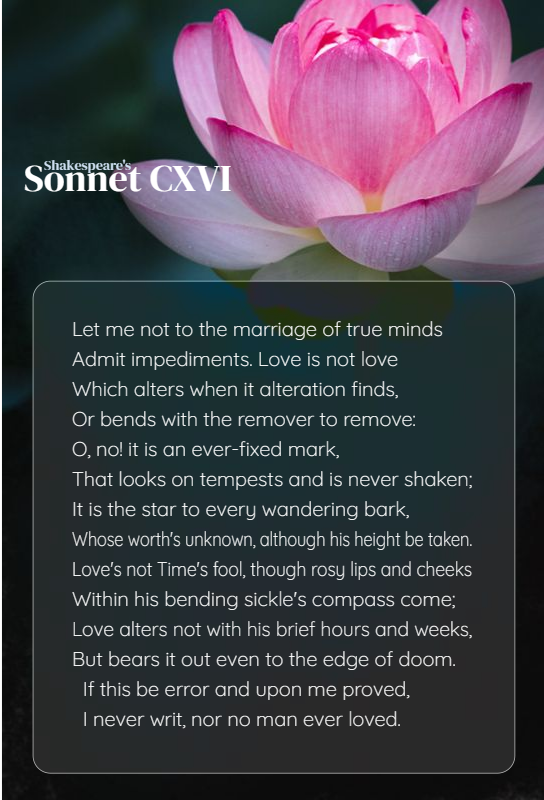 Shakespeare's
Sonnet CXVI
Let me not to the marriage of true minds
Admit impediments. Love is not love
Which alters when it alteration finds,
Or bends with the remover to remove:
O, no! it is an ever-fixed mark,
That looks on tempests and is never shaken;
It is the star to every wandering bark,
Whose worth's unknown, although his height be taken.
Love's not Time's fool, though rosy lips and cheeks
Within his bending sickle's compass come;
Love alters not with his brief hours and weeks,
But bears it out even to the edge of doom.
If this be error and upon me proved,
I never writ, nor no man ever loved.